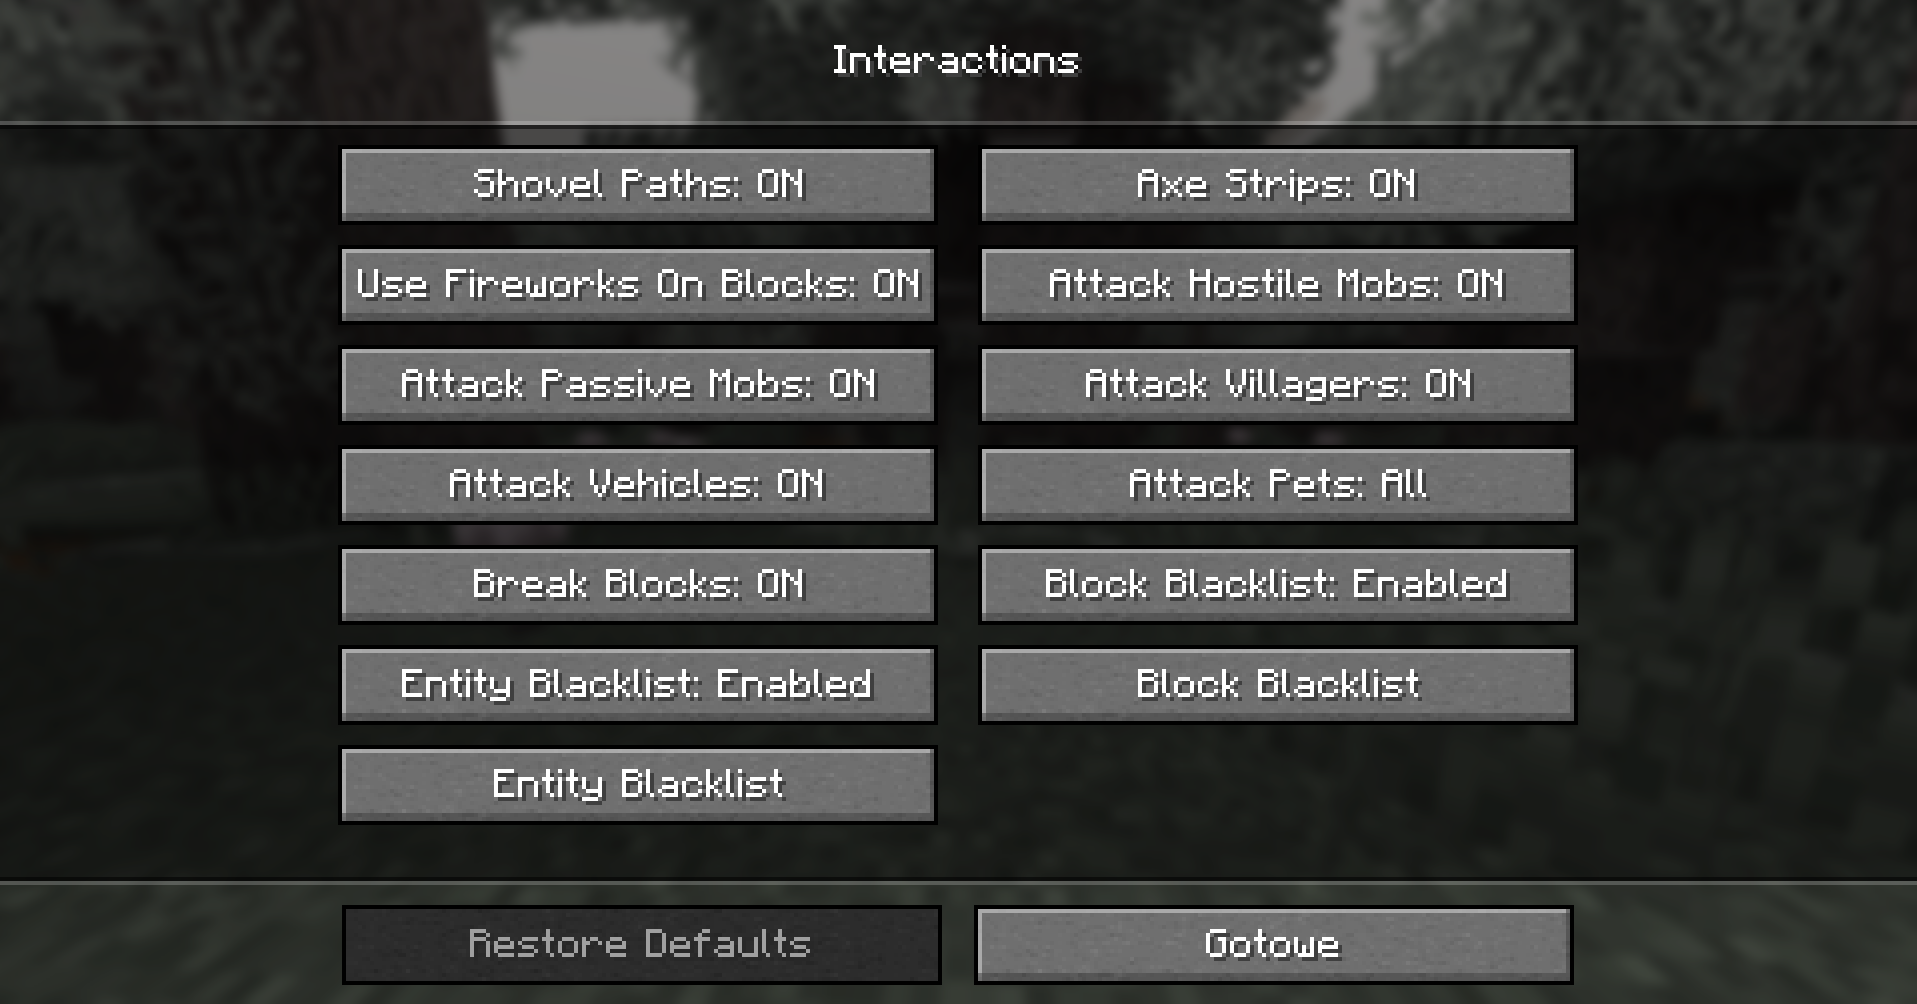 Interactions
Shovel Paths: ON
Axe Strips: ON
Use Fireworks On Blocks: ON
Attack Hostile Mobs: ON
Attack Passive Mobs: ON
Attack Villagers: ON
Attack Vehicles: ON
Attack Pets: All
Break Blocks: ON
Block Blacklist: Enabled
Entity Blacklist: Enabled
Block Blacklist
Entity Blacklist
Restore Defaults
Gotowe